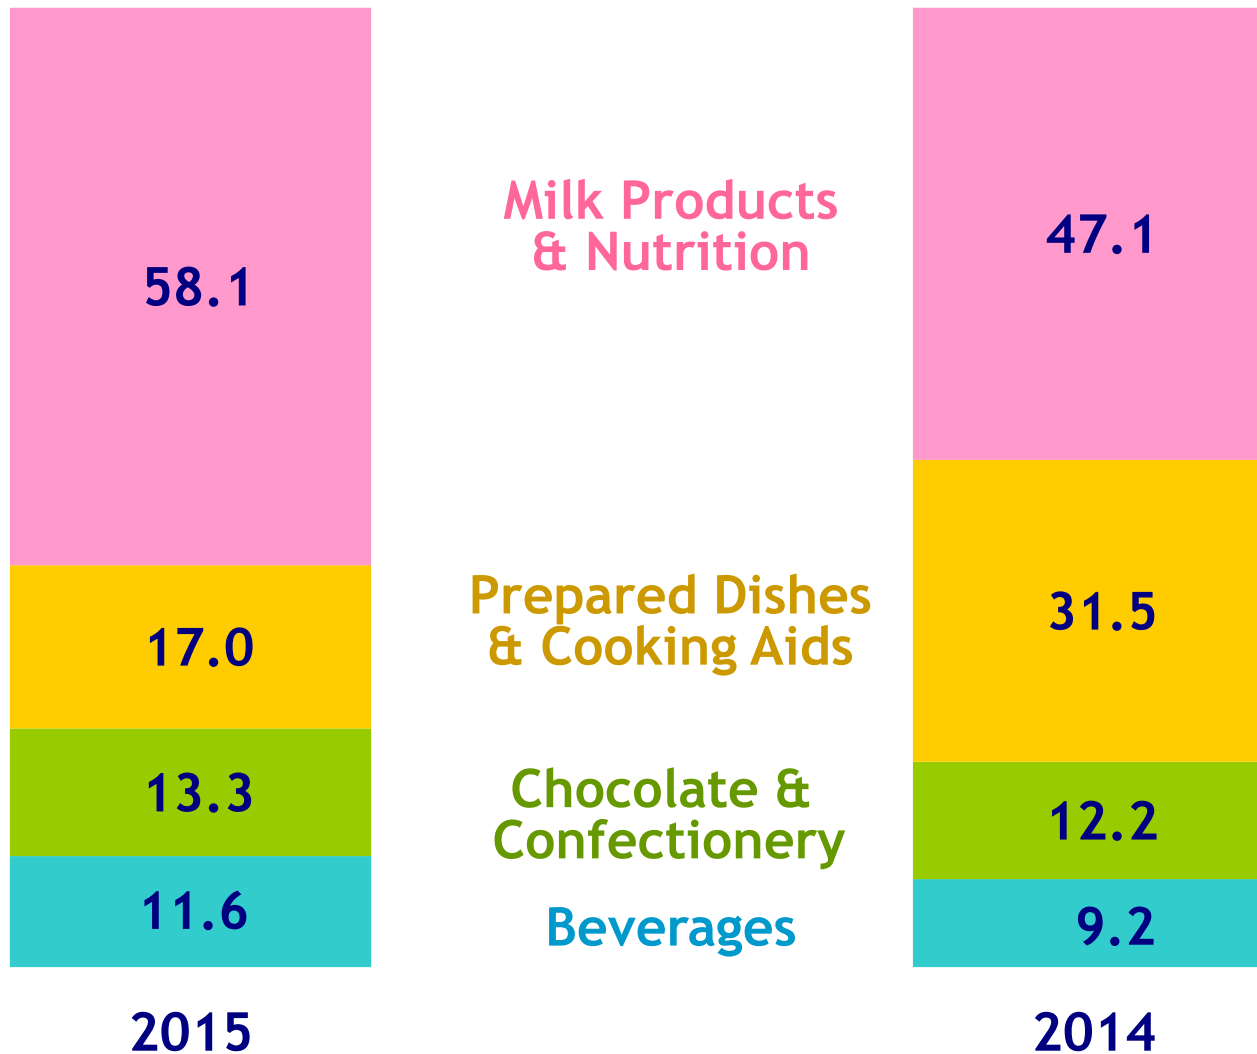 Milk Products
& Nutrition
47.1
58.1
Prepared Dishes
& Cooking Aids
31.5
17.0
Chocolate &
Confectionery
13.3
12.2
11.6
Beverages
9.2
2015
2014